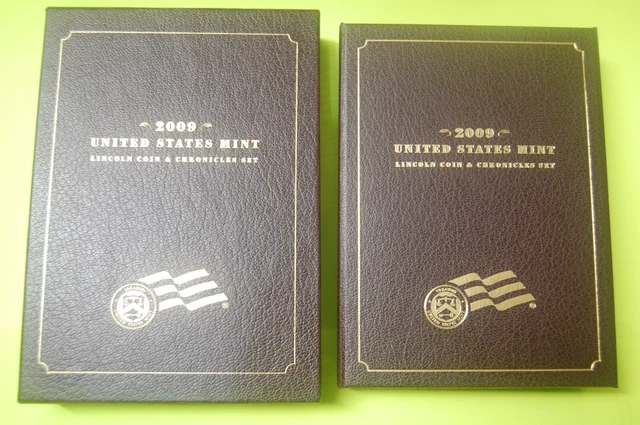 2009
UNITED STATES MINT
LINCOLN COIN & CHRONICLES SET
2009
UNITED STATES MINT
LINCOLN COIN & CHRONICLES SET